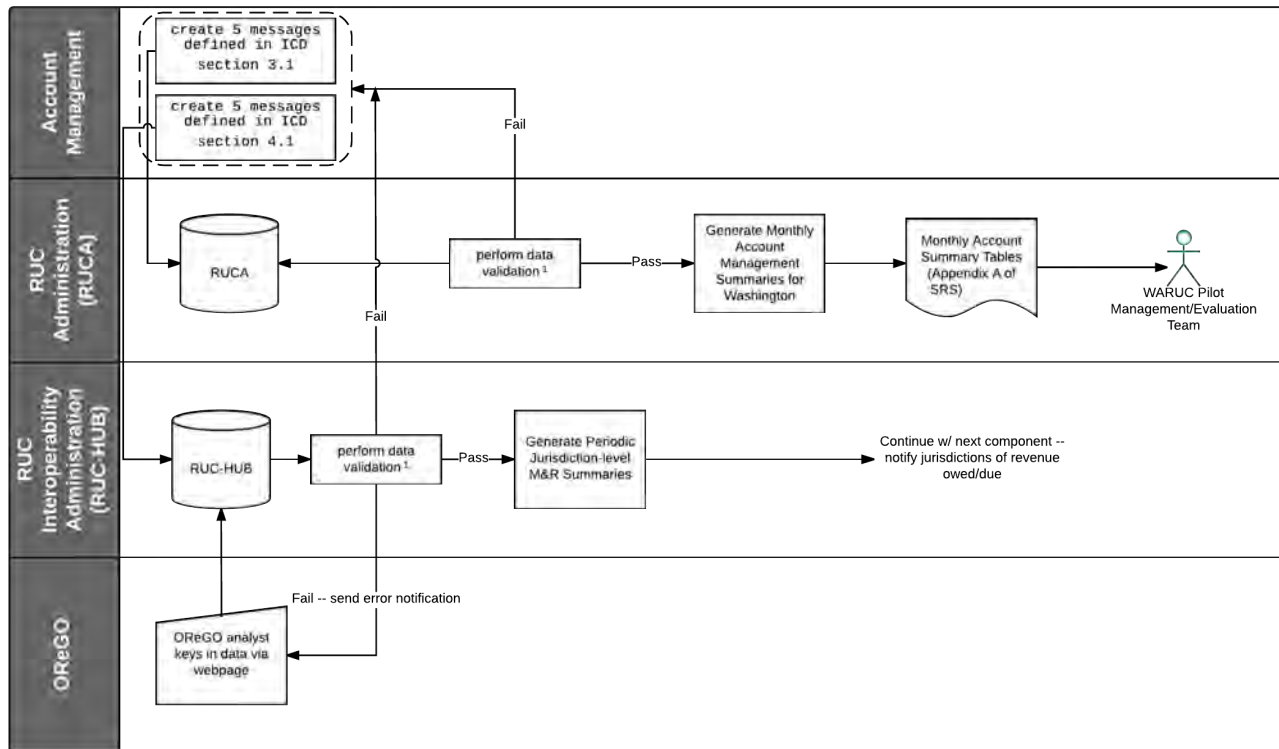 Account
Management
create 5 messages
defined in ICD
section 3.1
create 5 messages
defined in ICD
section 4.1
Fail
RUC
Administration
(RUCA)
RUCA
perform data
validation 1
Pass
Generate Monthly
Account
Management
Summaries for
Washington
Monthly Account
Summary Tables
(Appendix A of
SRS)
WARUC Pilot
Management/Evaluation
Team
Fail
RUC
Interoperability
Administration
(RUC-HUB)
RUC-HUB
perform data
validation 1
Pass
Generate Periodic
Jurisdiction-level
M&R Summaries
Continue w/ next component --
notify jurisdictions of revenue
owed/due
OReGO
Fail -- send error notification
OReGO analyst
keys in data via
webpage